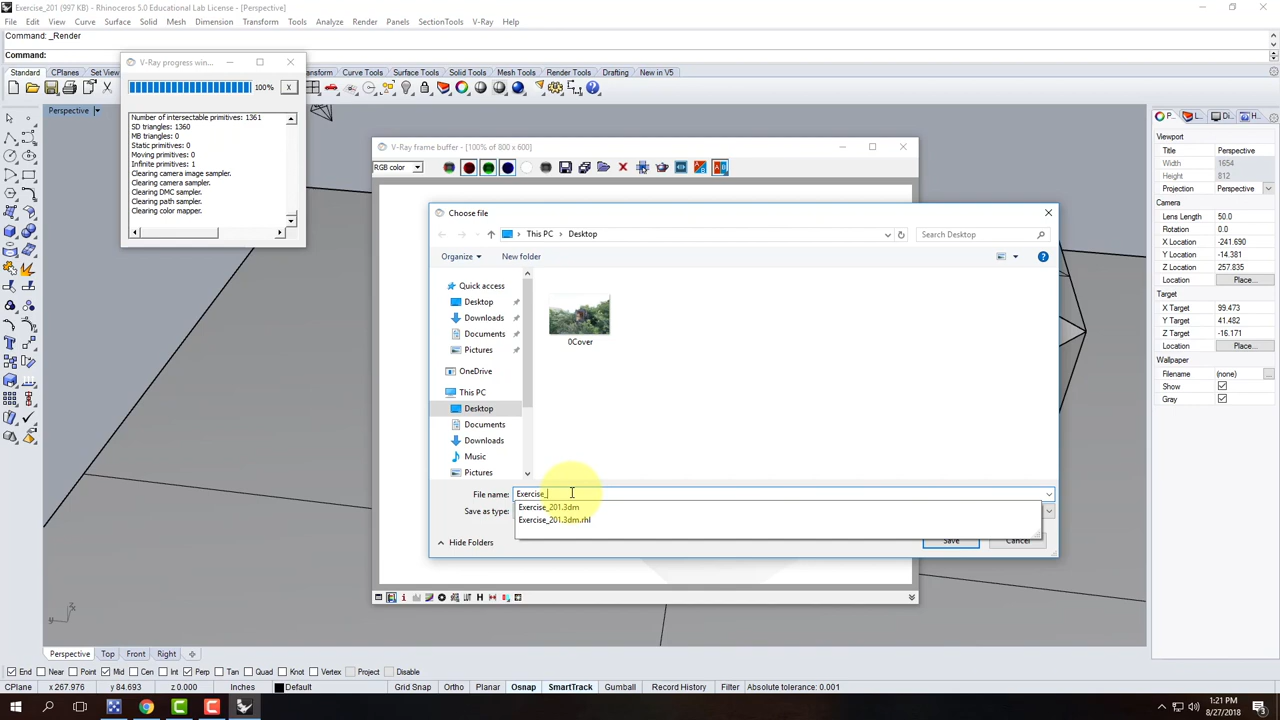 Exercise_201 (997 KB) - Rhinoceros 5.0 Educational Lab License - [Perspective]
File Edit View Curve Surface Solid Mesh Dimension Transform Tools Analyze Render Panels SectionTools V-Ray Help
Command: _Render
Command:
Standard CPlanes Set View
ansform Curve Tools Surface Tools Solid Tools Mesh Tools Render Tools Drafting New in V5
V-Ray progress win...
100% X
Number of intersectable primitives: 1361
SD triangles: 1360
MB triangles: 0
Static primitives: 0
Moving primitives: 0
Infinite primitives: 1
Clearing camera image sampler.
Clearing camera sampler.
Clearing DMC sampler.
Clearing path sampler.
Clearing color mapper.
Perspective
V-Ray frame buffer - [100% of 800 x 600]
RGB color
Choose file
This PC > Desktop
Search Desktop
Organize New folder
Quick access
Desktop
Downloads
Documents
Pictures
OneDrive
This PC
Desktop
Documents
Downloads
Music
Pictures
0Cover
File name: Exercise_
Save as type:
Exercise_201.3dm
Exercise_201.3dm.rhl
Hide Folders
Save Cancel
P... L... Di... H...
Viewport
Title Perspective
Width 1654
Height 812
Projection Perspective
Camera
Lens Length 50.0
Rotation 0.0
X Location -241.690
Y Location -14.381
Z Location 257.835
Location Place...
Target
X Target 99.473
Y Target 41.482
Z Target -16.171
Location Place...
Wallpaper
Filename (none) ...
Show
Gray
z
y
Perspective Top Front Right
End Near Point Mid Cen Int Perp Tan Quad Knot Vertex Project Disable
CPlane x 267.976 y 84.693 z 0.000 Inches Default Grid Snap Ortho Planar Osnap SmartTrack Gumball Record History Filter Absolute tolerance: 0.001
1:21 PM
8/27/2018